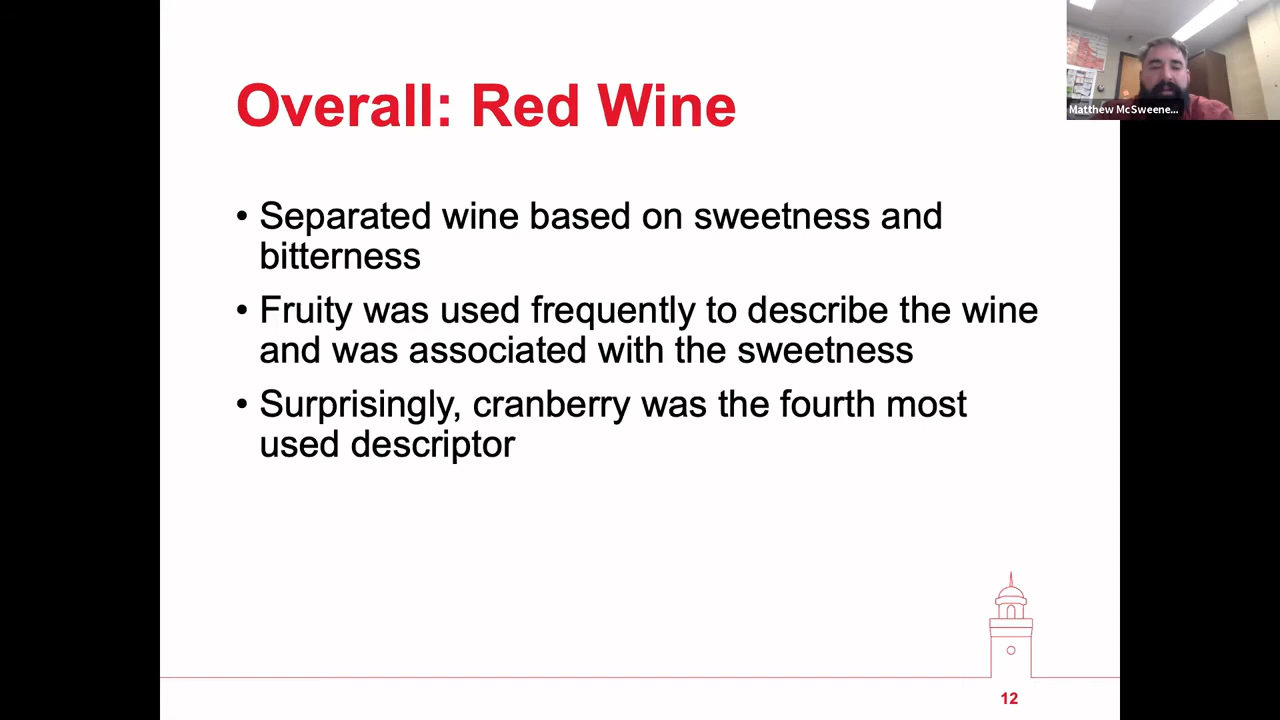 Overall: Red Wine
Matthew McSweene...
• Separated wine based on sweetness and
bitterness
• Fruity was used frequently to describe the wine
and was associated with the sweetness
• Surprisingly, cranberry was the fourth most
used descriptor
12